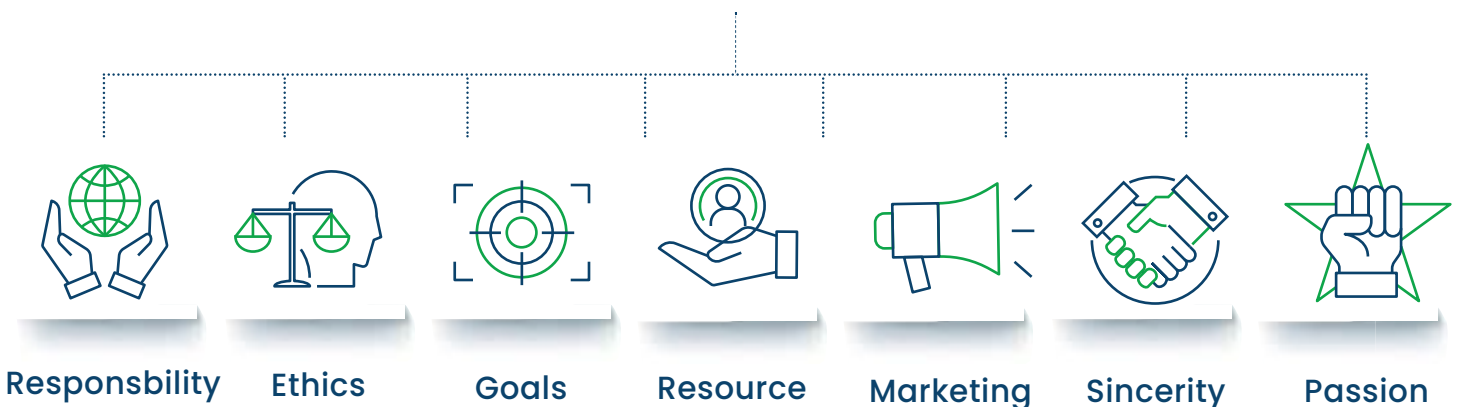 Responsbility
Ethics
Goals
Resource
Marketing
Sincerity
Passion